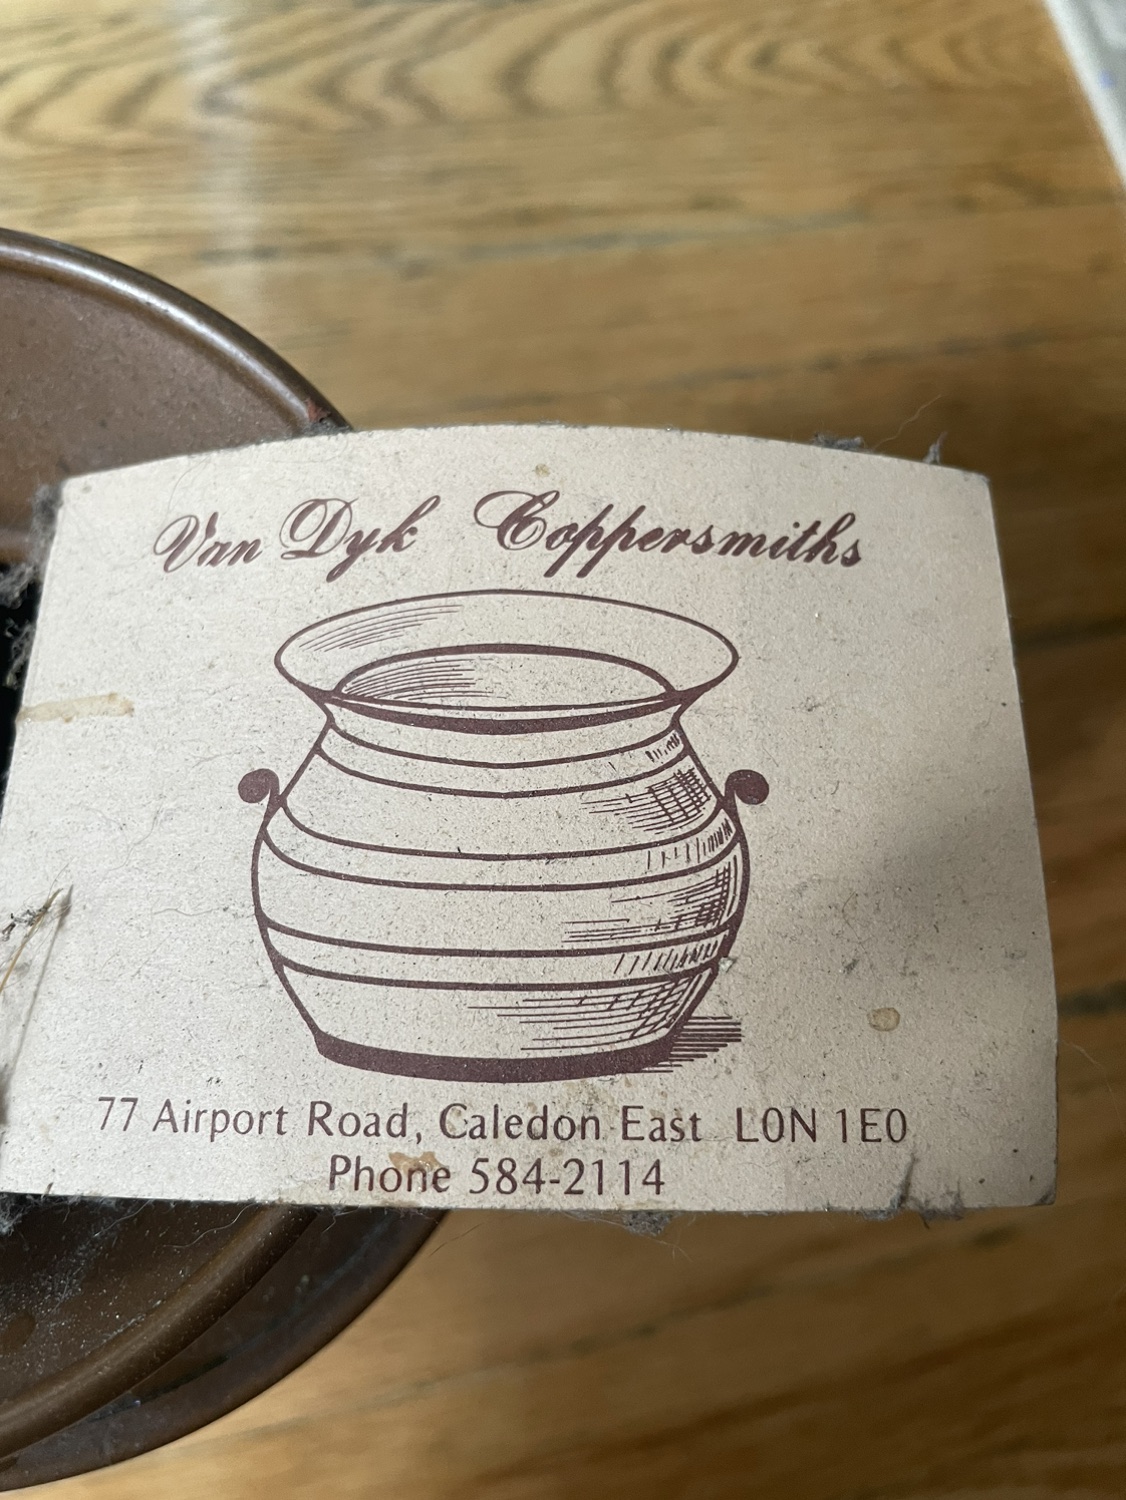 Van Dyk Coppersmiths
77 Airport Road, Caledon East L0N 1E0
Phone 584-2114